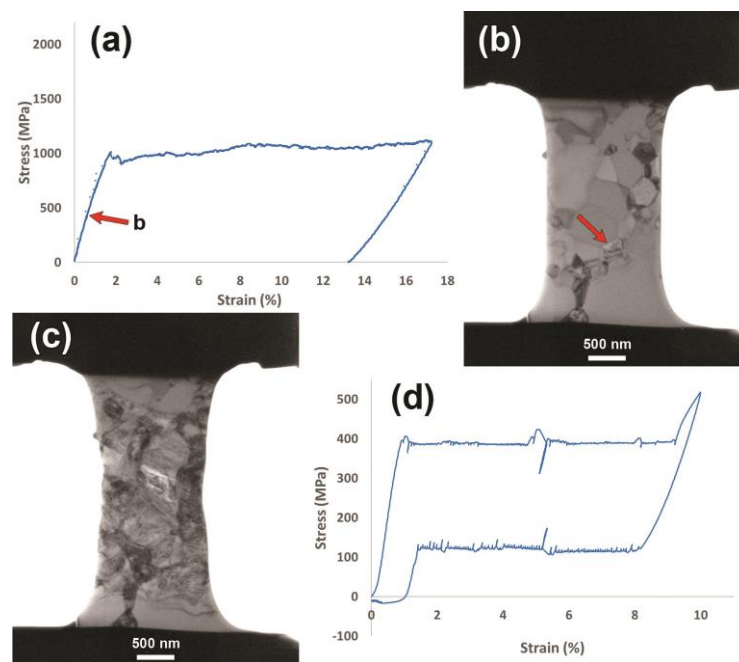 (a)
2000
1500
1000
500
0
Stress (MPa)
b
0 2 4 6 8 10 12 14 16 18
Strain (%)
(b)
500 nm
(c)
500 nm
(d)
500
400
300
200
100
0
-100
Stress (MPa)
0 2 4 6 8 10
Strain (%)